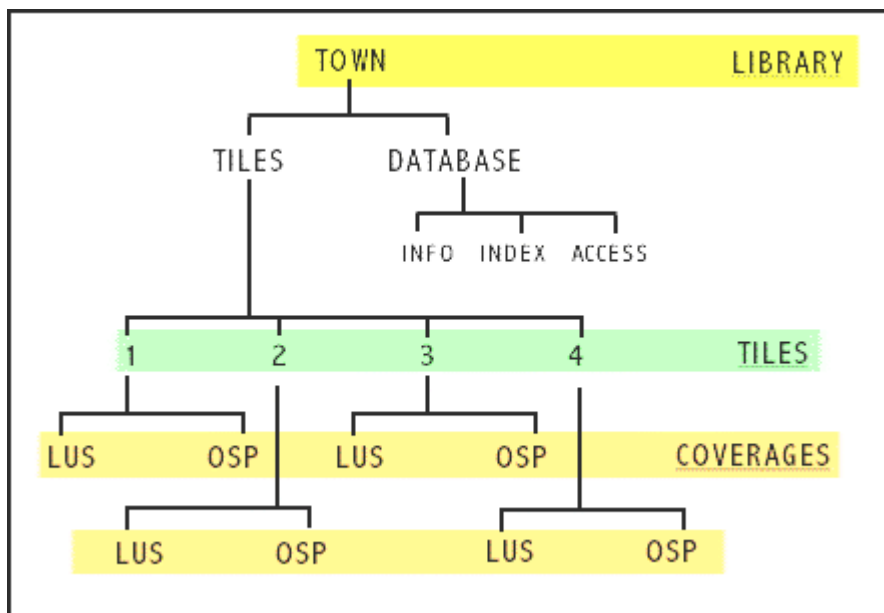 TOWN LIBRARY
TILES DATABASE
INFO INDEX ACCESS
1 2 3 4 TILES
LUS OSP LUS OSP COVERAGES
LUS OSP LUS OSP